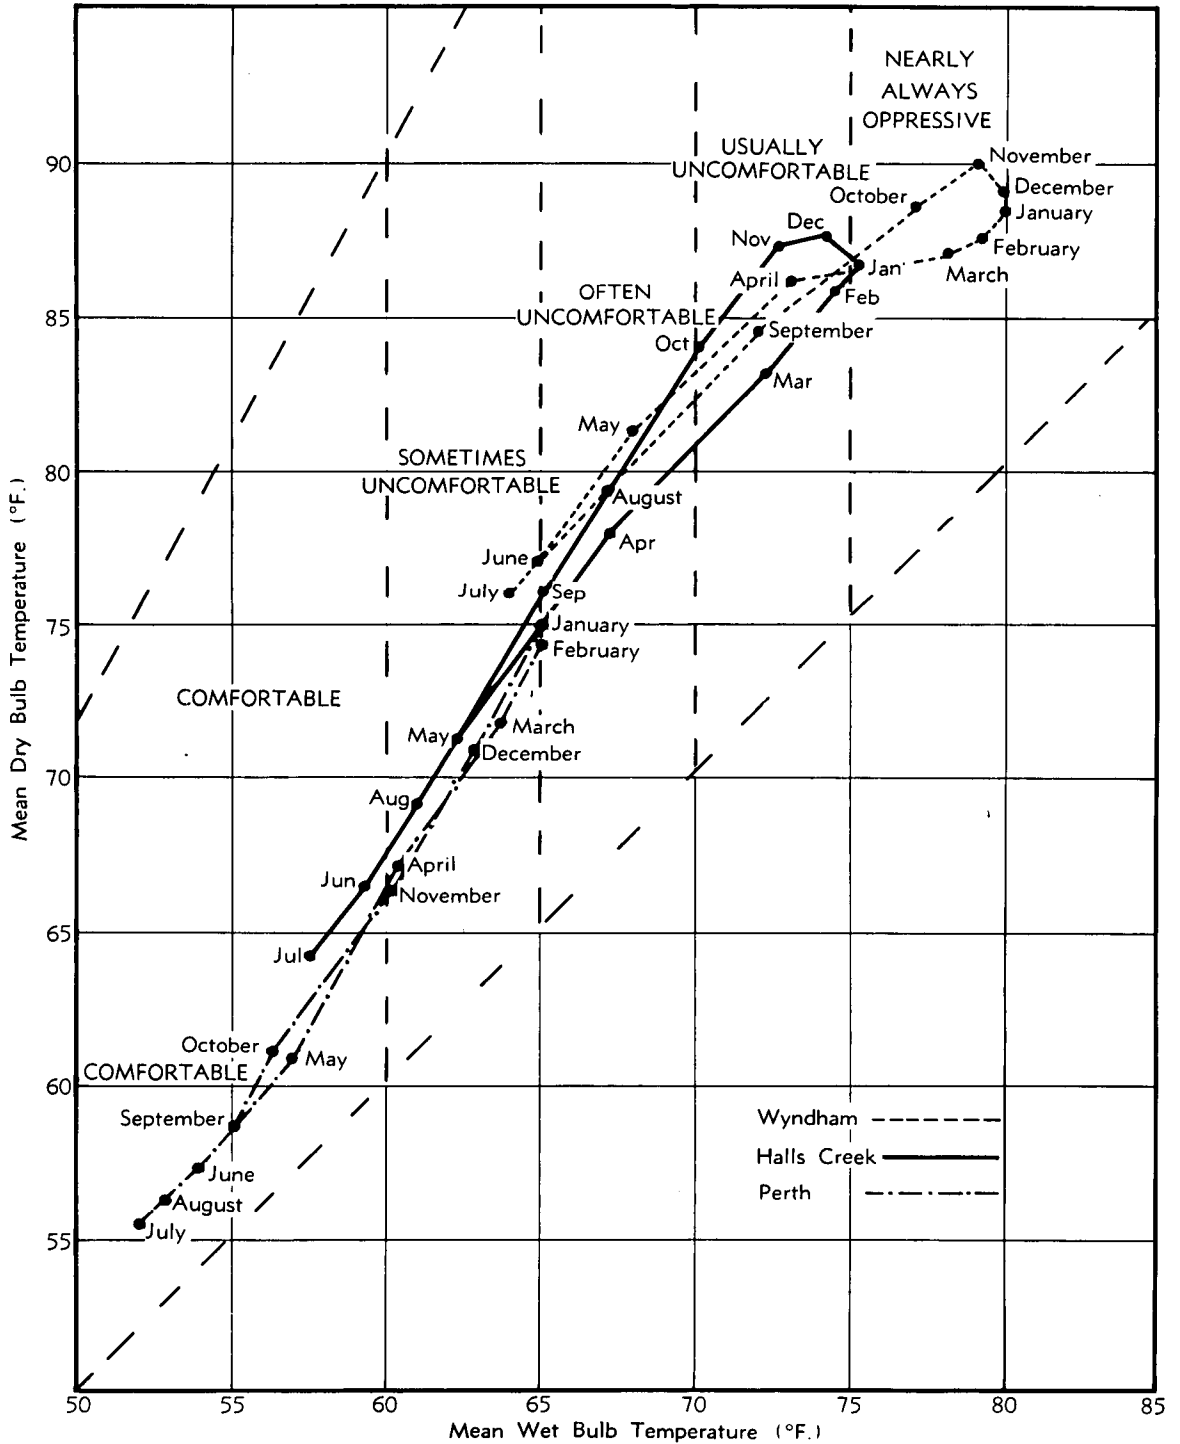 NEARLY
ALWAYS
OPPRESSIVE
USUALLY
UNCOMFORTABLE
November
90
December
October
January
Dec
Nov
February
Jan
March
April
Feb
OFTEN
UNCOMFORTABLE
85
September
Oct
Mar
May
SOMETIMES
UNCOMFORTABLE
80
August
Apr
June
July
Sep
January
75
February
COMFORTABLE
May
March
December
70
Aug
April
Jun
November
65
Jul
October
May
COMFORTABLE
60
September
Wyndham
Halls Creek
Perth
June
August
July
55
50 55 60 65 70 75 80 85
Mean Wet Bulb Temperature (°F.)
Mean Dry Bulb Temperature (°F.)